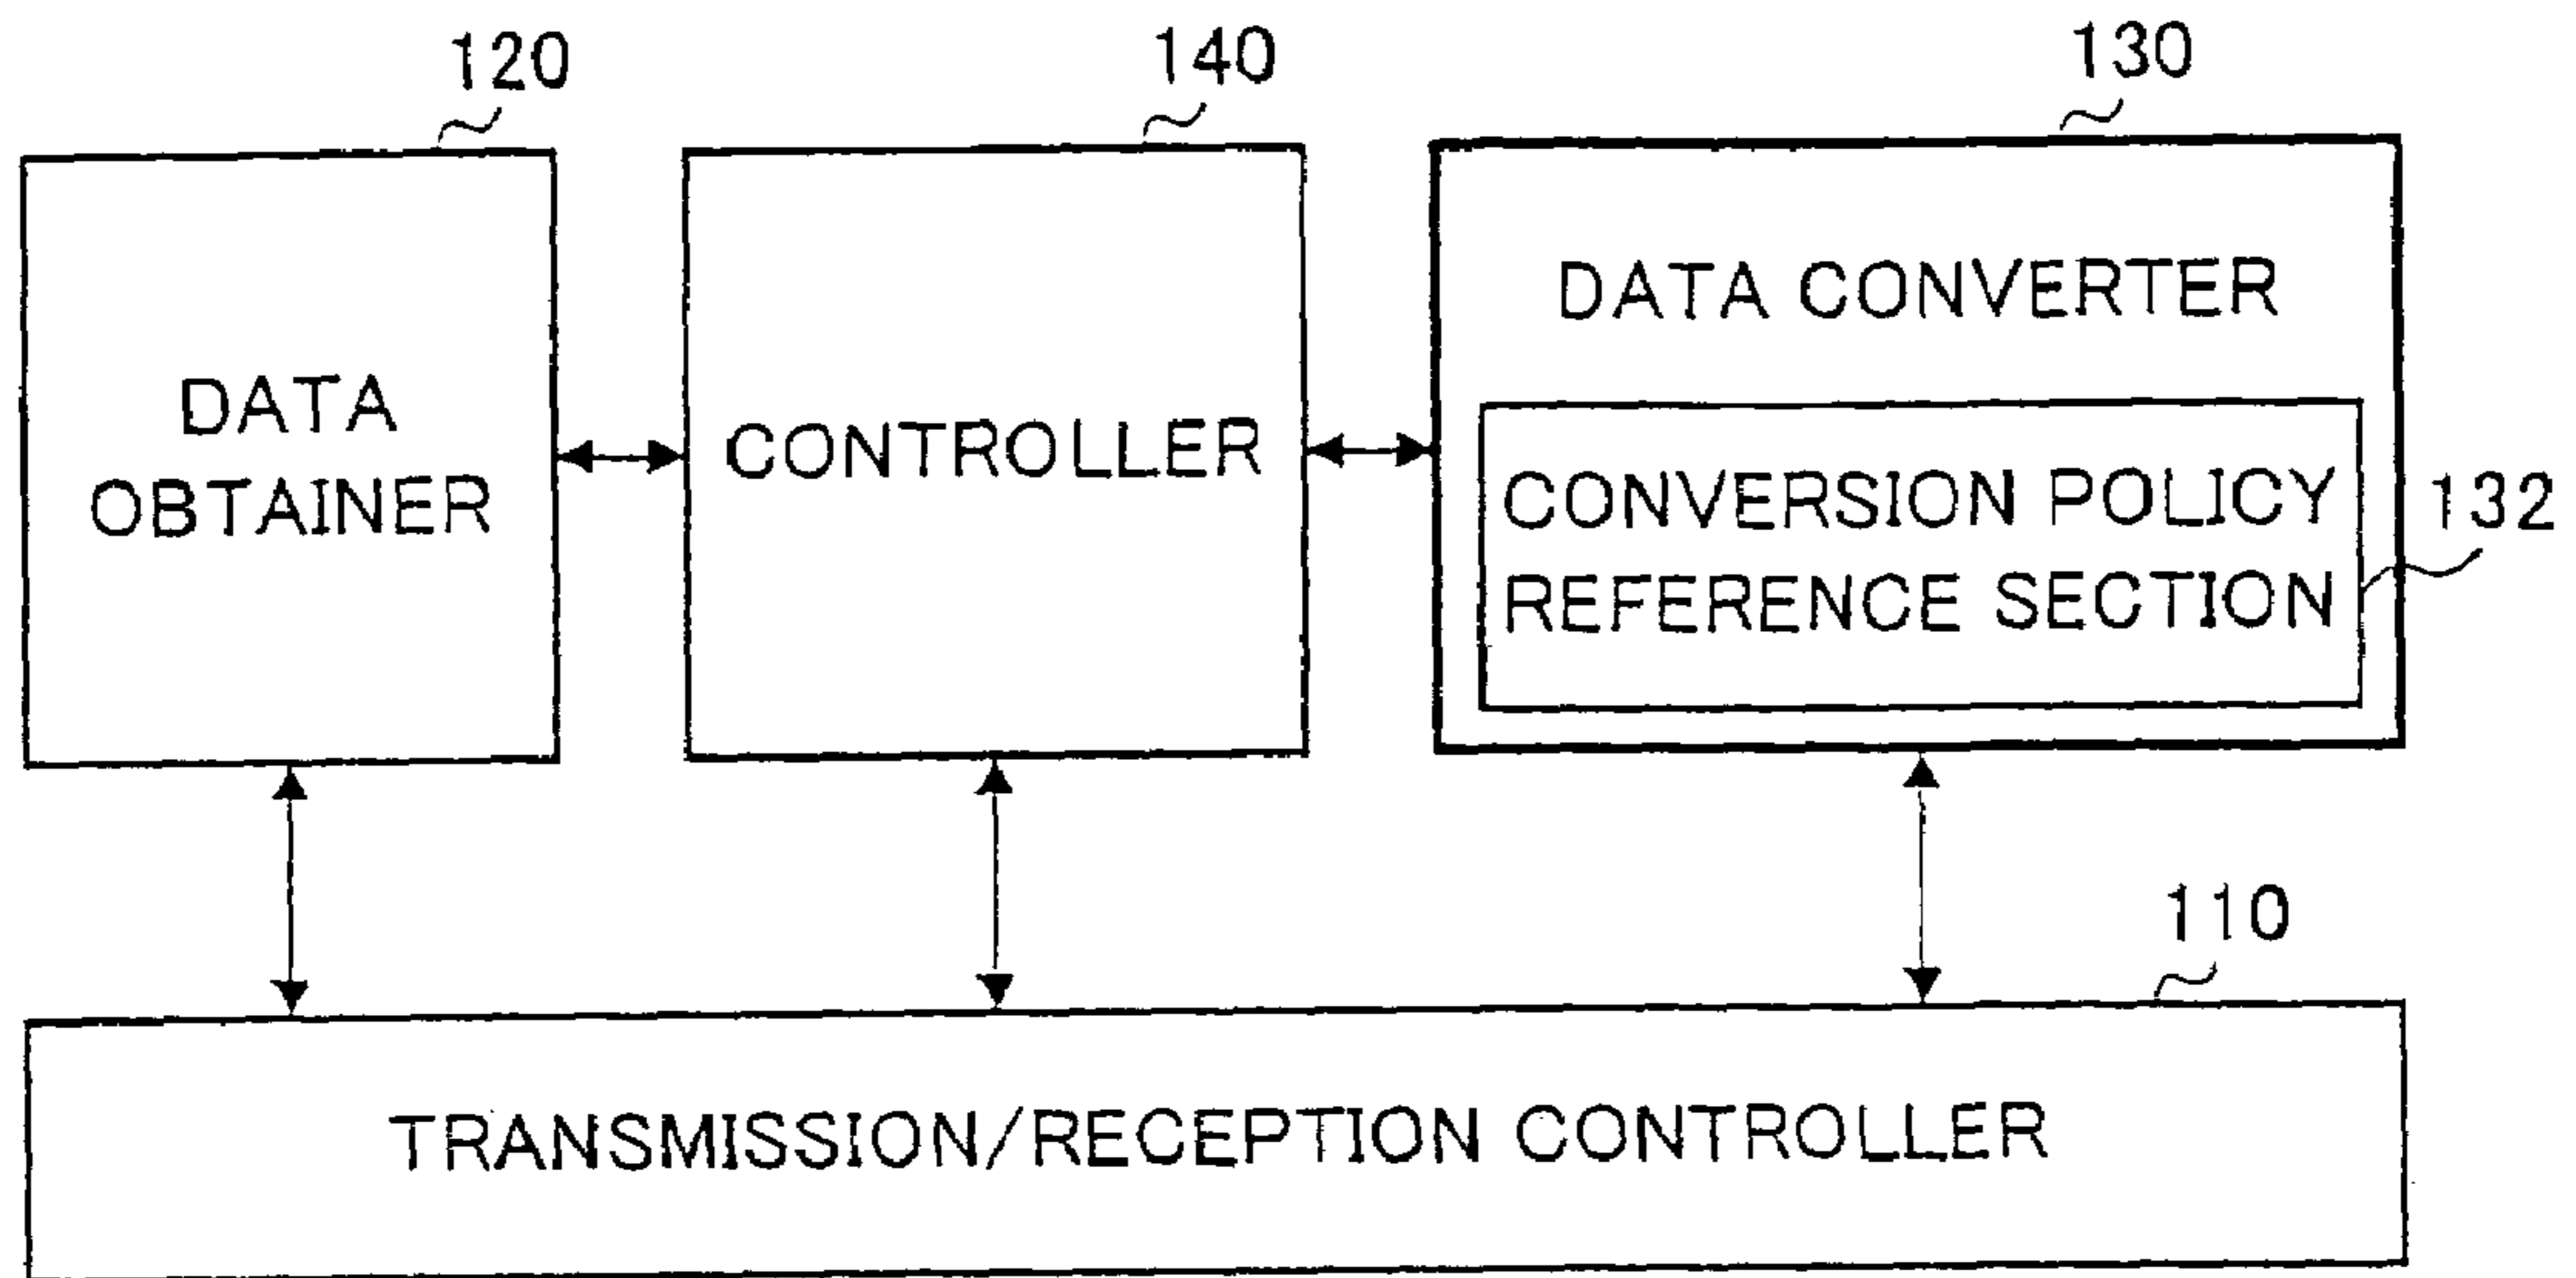 120
140
130
DATA
OBTAINER
CONTROLLER
DATA CONVERTER
CONVERSION POLICY
REFERENCE SECTION
132
110
TRANSMISSION/RECEPTION CONTROLLER